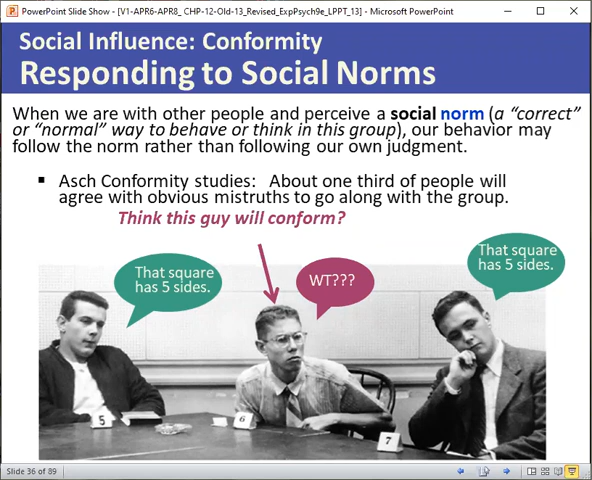 PowerPoint Slide Show - [V1-APR6-APR8_ CHP-12-Old-13_Revised_ExpPsych9e_LPPT_13] - Microsoft PowerPoint
Social Influence: Conformity
Responding to Social Norms
When we are with other people and perceive a social norm (a “correct”
or “normal” way to behave or think in this group), our behavior may
follow the norm rather than following our own judgment.
▪ Asch Conformity studies: About one third of people will
agree with obvious mistruths to go along with the group.
Think this guy will conform?
That square
has 5 sides.
WT???
That square
has 5 sides.
5
6
7
Slide 36 of 89